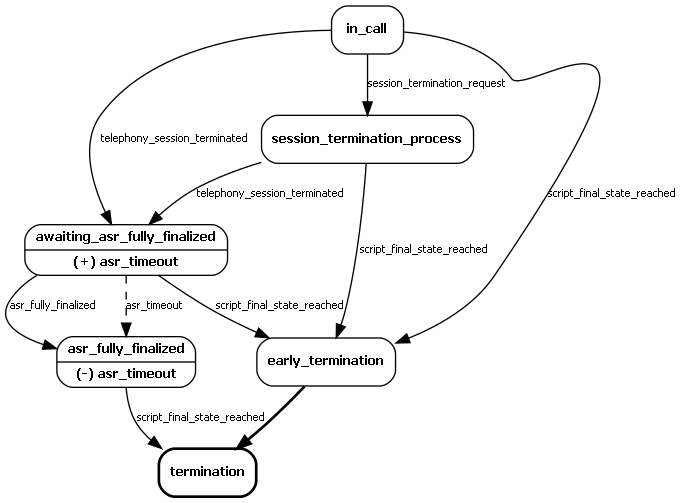 in_call
session_termination_request
session_termination_process
telephony_session_terminated
telephony_session_terminated
script_final_state_reached
awaiting_asr_fully_finalized
(+) asr_timeout
script_final_state_reached
asr_fully_finalized
asr_timeout
script_final_state_reached
asr_fully_finalized
(-) asr_timeout
early_termination
script_final_state_reached
termination